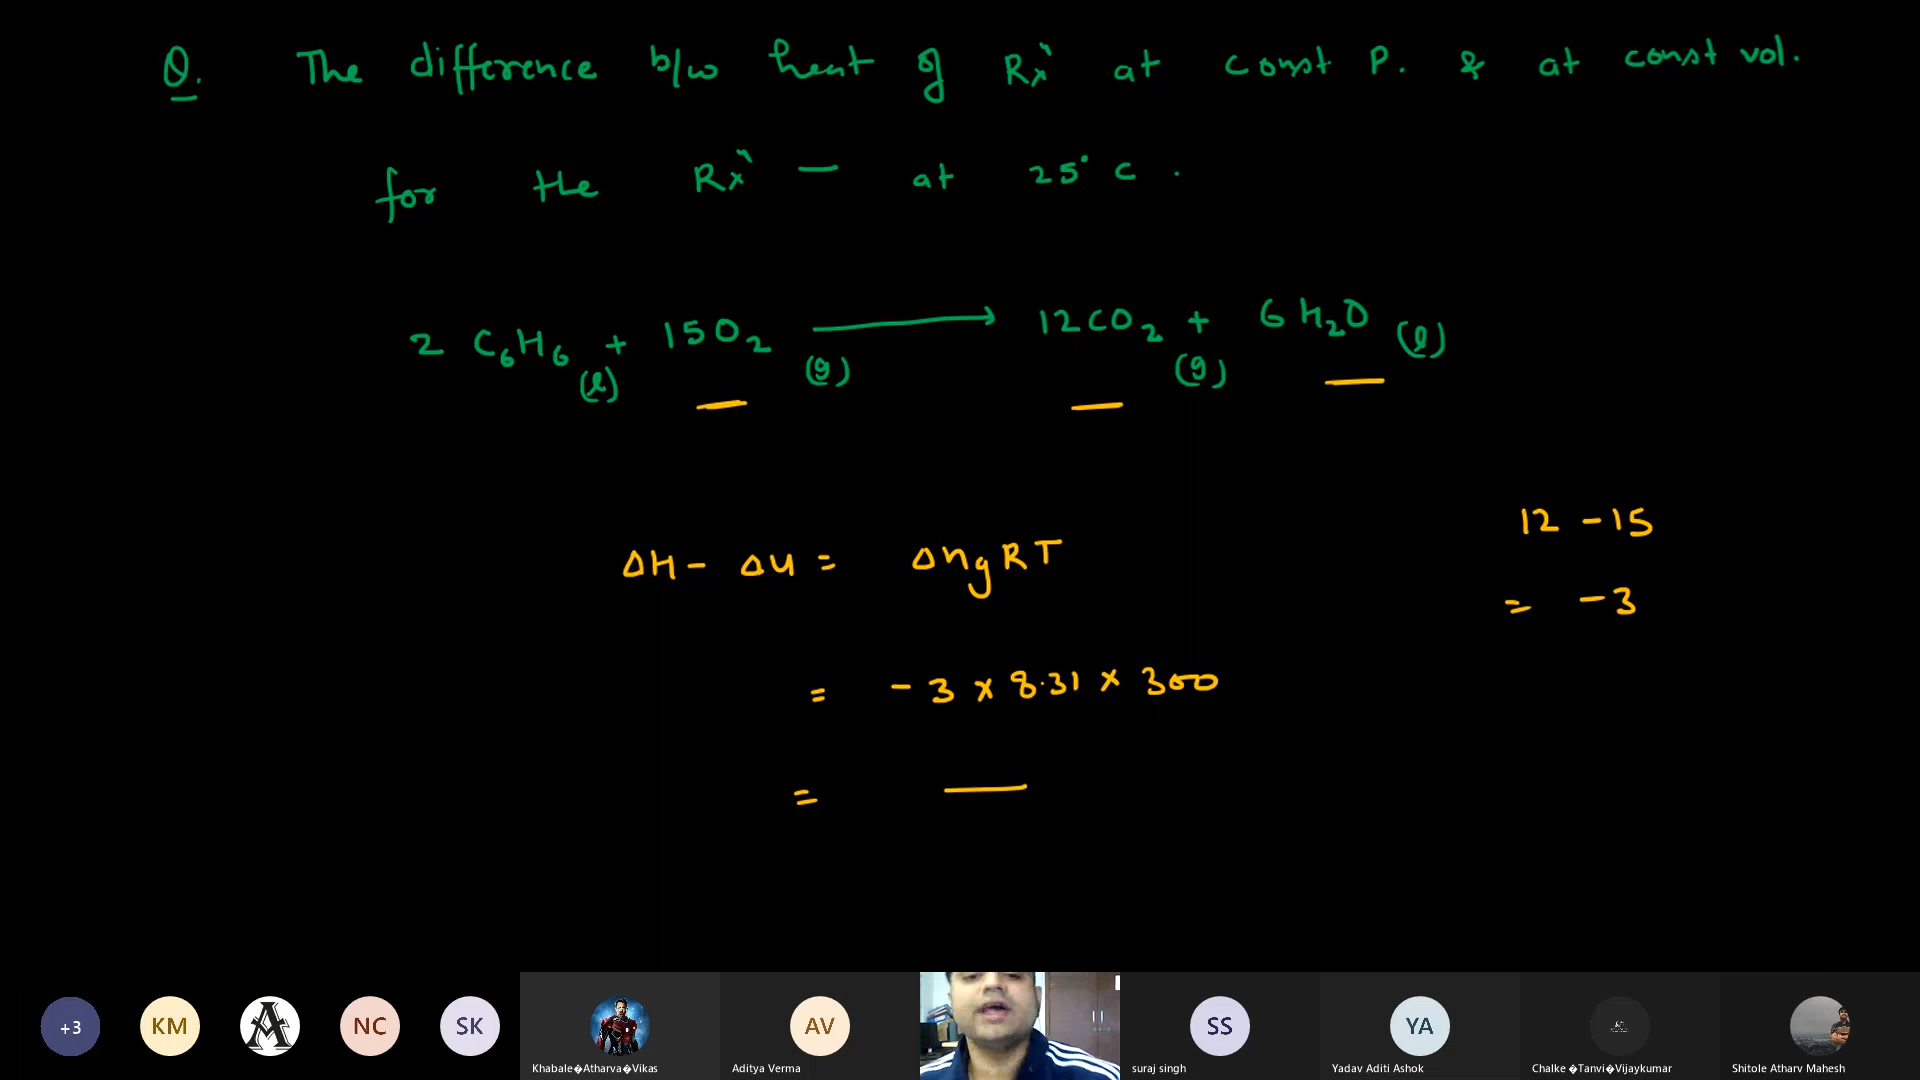 Q. The difference b/w heat of Rxⁿ at const P. & at const vol.
for the Rxⁿ — at 25° C .
2 C₆H₆ (l) + 15O₂ (g) ⟶ 12CO₂ (g) + 6 H₂O (l)
12 - 15
ΔH - ΔU = ΔngRT
= -3
= - 3 × 8.31 × 300
= —
+3
KM
A
NC
SK
AV
SS
YA
Khabale�Atharva�Vikas
Aditya Verma
suraj singh
Yadav Aditi Ashok
Chalke �Tanvi�Vijaykumar
Shitole Atharv Mahesh